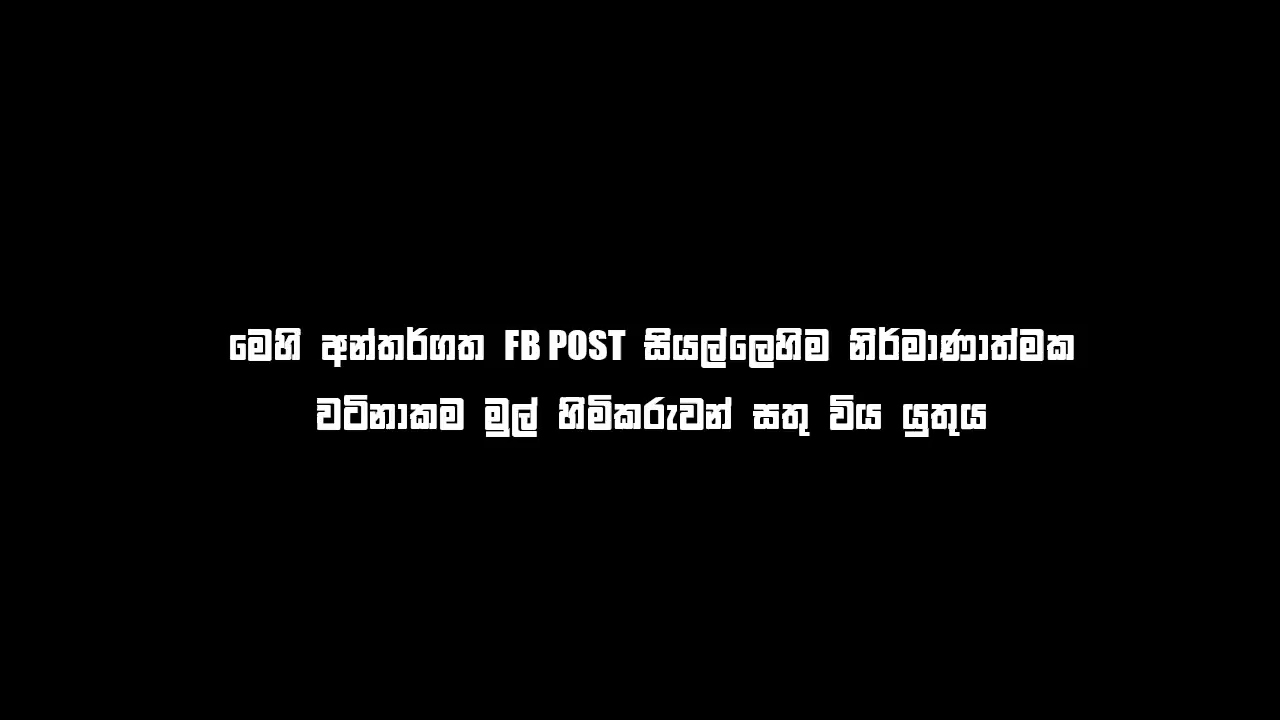 මෙහි අන්තර්ගත FB POST සියල්ලෙහිම නිර්මාණාත්මක
වටිනාකම මුල් හිමිකරුවන් සතු විය යුතුය